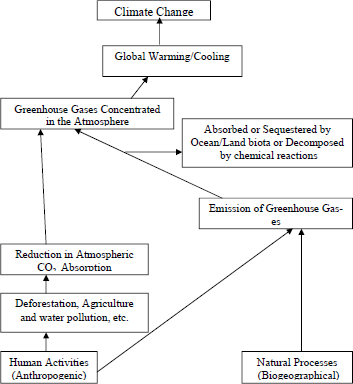 Climate Change
Global Warming/Cooling
Greenhouse Gases Concentrated
in the Atmosphere
Absorbed or Sequestered by
Ocean/Land biota or Decomposed
by chemical reactions
Emission of Greenhouse Gas-
es
Reduction in Atmospheric
CO₂ Absorption
Deforestation, Agriculture
and water pollution, etc.
Human Activities
(Anthropogenic)
Natural Processes
(Biogeographical)